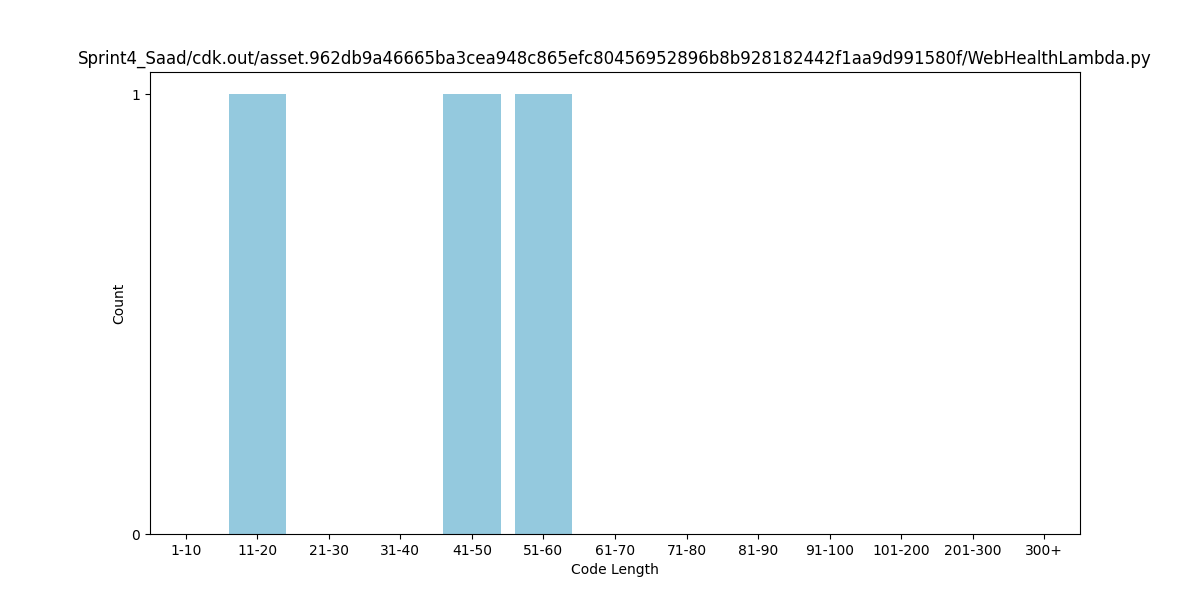 Sprint4_Saad/cdk.out/asset.962db9a46665ba3cea948c865efc80456952896b8b928182442f1aa9d991580f/WebHealthLambda.py
1
Count
0
1-10 11-20 21-30 31-40 41-50 51-60 61-70 71-80 81-90 91-100 101-200 201-300 300+
Code Length